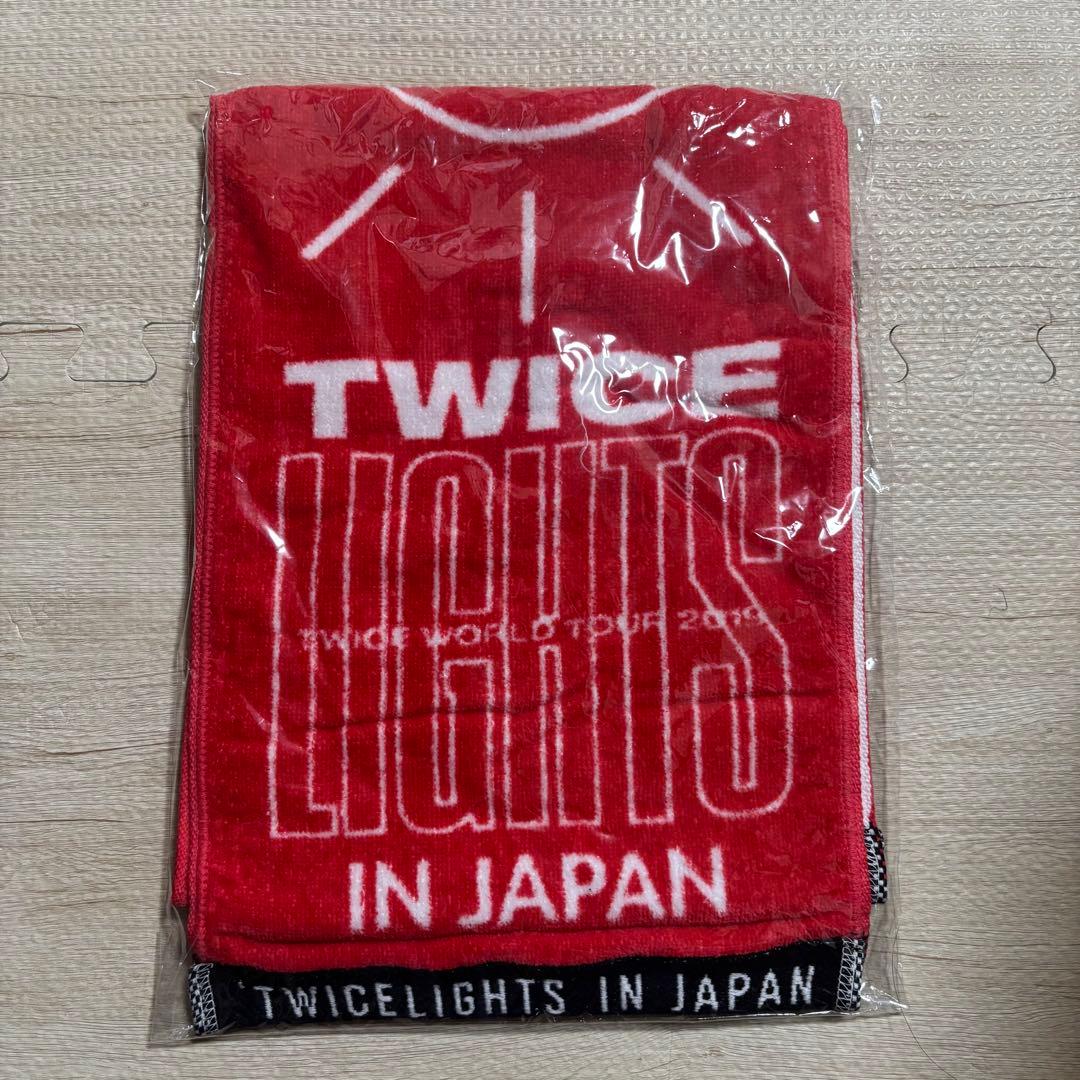 TWICE
LIGHTS
TWICE WORLD TOUR 2019
IN JAPAN
TWICELIGHTS IN JAPAN